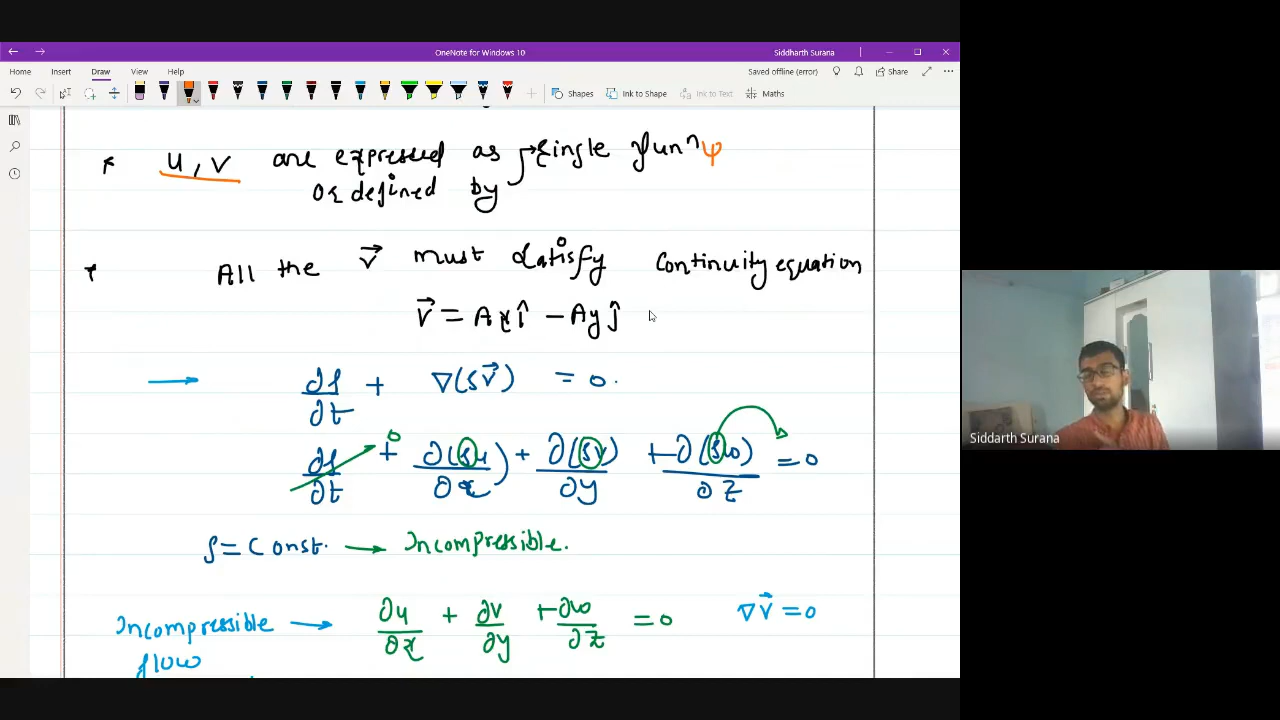 OneNote for Windows 10
Siddharth Surana
Home Insert Draw View Help
Saved offline (error) Share
Shapes Ink to Shape Ink to Text Maths
* u, v are expressed as single funⁿ ψ
or defined by
* All the v⃗ must satisfy continuity equation
v⃗ = Axî − Ayĵ
→ ∂ρ/∂t + ∇(ρv⃗) = 0.
∂ρ/∂t + ∂(ρu)/∂x + ∂(ρv)/∂y + ∂(ρw)/∂z = 0
0
ρ = Const. → Incompressible.
Incompressible flow → ∂u/∂x + ∂v/∂y + ∂w/∂z = 0 ∇v⃗ = 0
Siddarth Surana